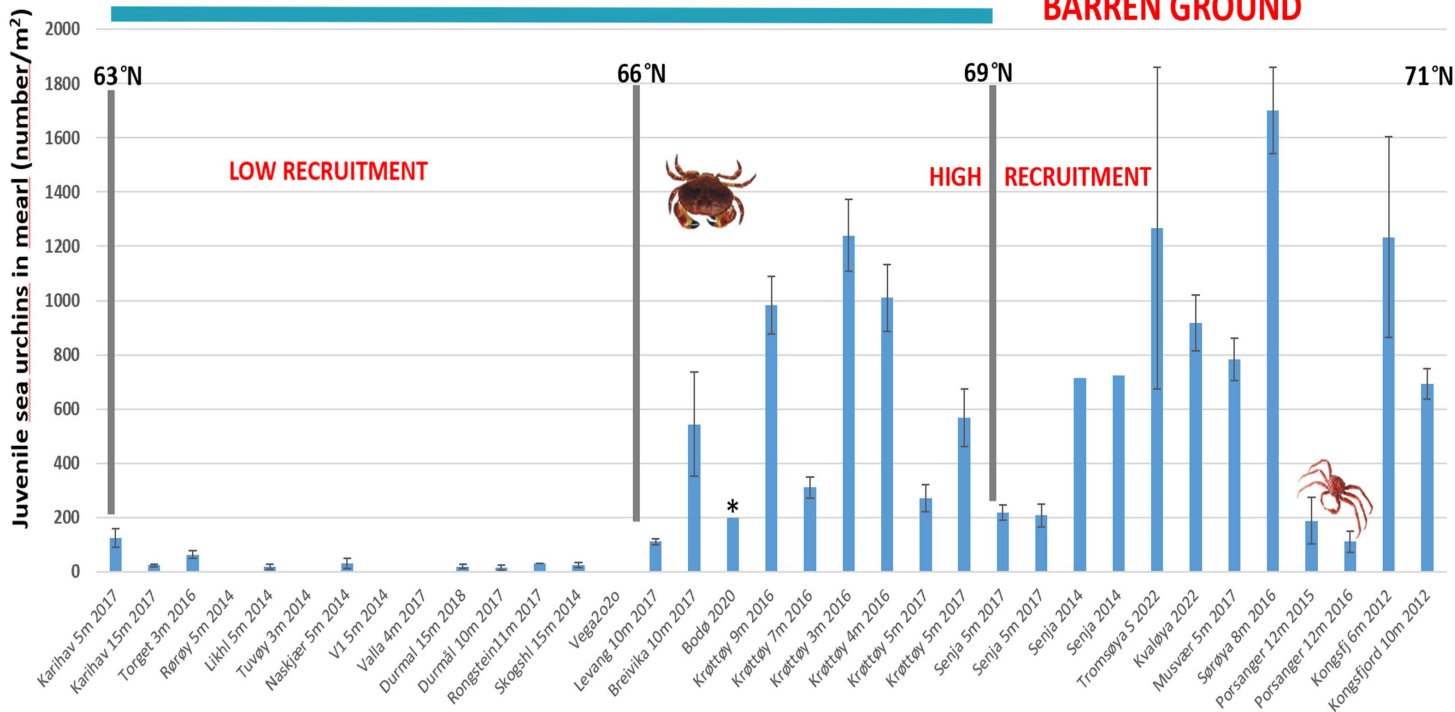 BARREN GROUND
Juvenile sea urchins in mearl (number/m²)
2000
1800
1600
1400
1200
1000
800
600
400
200
0
63°N
66°N
69°N
71°N
LOW RECRUITMENT
HIGH RECRUITMENT
*
Karihav 5m 2017
Karihav 15m 2017
Torget 3m 2016
Rørøy 5m 2014
Likhl 5m 2014
Tuvøy 3m 2014
Naskjær 5m 2014
V1 5m 2014
Valla 4m 2017
Durmal 15m 2018
Durmål 10m 2017
Rongstein11m 2017
Skogshl 15m 2014
Vega2o2o
Levang 10m 2017
Breivika 10m 2017
Bodø 2020
Krøttøy 9m 2016
Krøttøy 7m 2016
Krøttøy 3m 2016
Krøttøy 4m 2016
Krøttøy 5m 2017
Krøttøy 5m 2017
Senja 5m 2017
Senja 5m 2017
Senja 2014
Senja 2014
Tromsøya S 2022
Kvaløya 2022
Musvær 5m 2017
Sørøya 8m 2016
Porsanger 12m 2015
Porsanger 12m 2016
Kongsfj 6m 2012
Kongsfjord 10m 2012